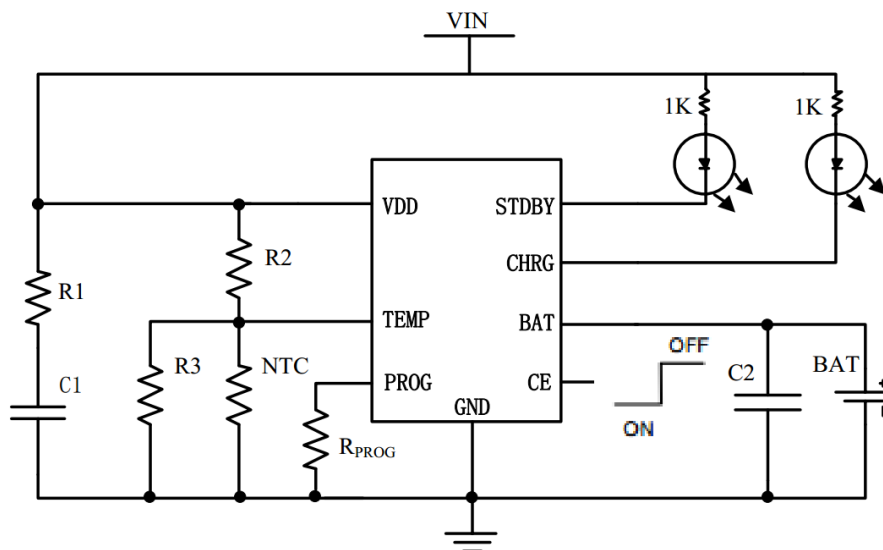 VIN
1K
1K
VDD
STDBY
R2
CHRG
R1
TEMP
BAT
OFF
R3
NTC
PROG
CE
C2
BAT
C1
GND
ON
RPROG
+